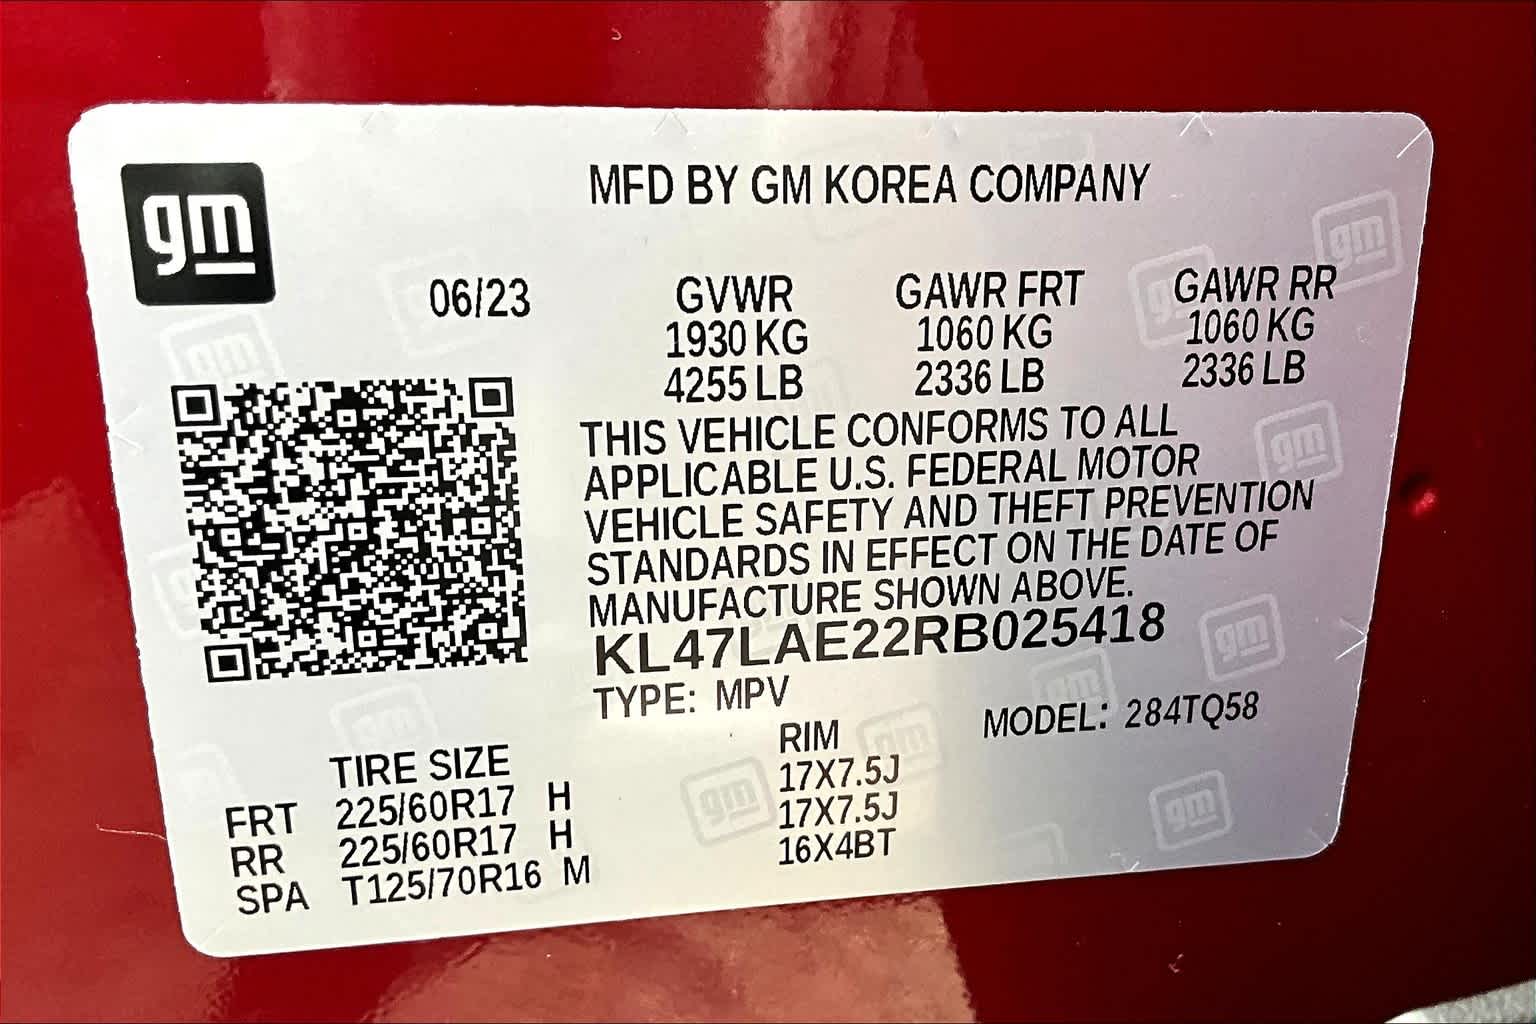 gm
MFD BY GM KOREA COMPANY
06/23
GVWR GAWR FRT GAWR RR
1930 KG 1060 KG 1060 KG
4255 LB 2336 LB 2336 LB
THIS VEHICLE CONFORMS TO ALL
APPLICABLE U.S. FEDERAL MOTOR
VEHICLE SAFETY AND THEFT PREVENTION
STANDARDS IN EFFECT ON THE DATE OF
MANUFACTURE SHOWN ABOVE.
KL47LAE22RB025418
TYPE: MPV MODEL: 284TQ58
TIRE SIZE RIM
FRT 225/60R17 H 17X7.5J
RR 225/60R17 H 17X7.5J
SPA T125/70R16 M 16X4BT